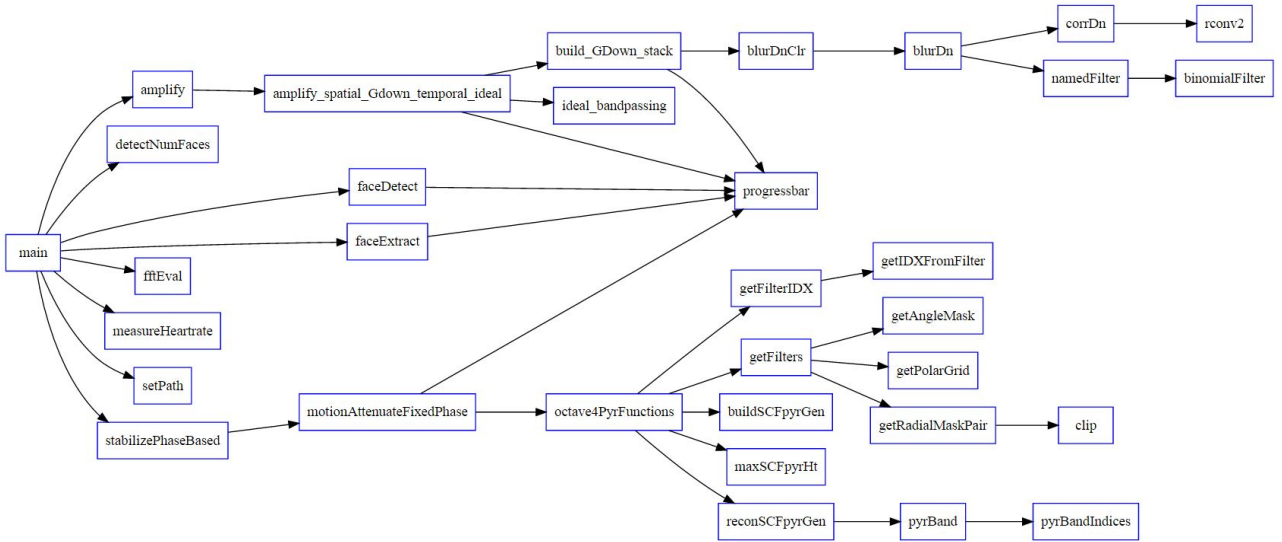 corrDn
rconv2
build_GDown_stack
blurDnClr
blurDn
namedFilter
binomialFilter
amplify
amplify_spatial_Gdown_temporal_ideal
ideal_bandpassing
detectNumFaces
faceDetect
progressbar
faceExtract
main
fftEval
getFilterIDX
getIDXFromFilter
measureHeartrate
getAngleMask
getFilters
getPolarGrid
setPath
motionAttenuateFixedPhase
octave4PyrFunctions
buildSCFpyrGen
getRadialMaskPair
clip
stabilizePhaseBased
maxSCFpyrHt
reconSCFpyrGen
pyrBand
pyrBandIndices